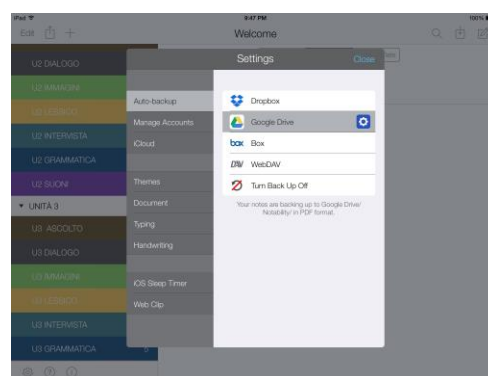 iPad
8:47 PM
100%
Edit
Welcome
Settings
Close
U2 DIALOGO
U2 IMMAGINI
U2 LESSICO
U2 INTERVISTA
U2 GRAMMATICA
U2 SUONI
▼ UNITÀ 3
U3 ASCOLTO
U3 DIALOGO
U3 IMMAGINI
U3 LESSICO
U3 INTERVISTA
U3 GRAMMATICA
5
Auto-backup
Manage Accounts
iCloud
Themes
Document
Typing
Handwriting
iOS Sleep Timer
Web Clip
Dropbox
Google Drive
box Box
DAV WebDAV
Turn Back Up Off
Your notes are backing up to Google Drive/
Notability/ in PDF format.